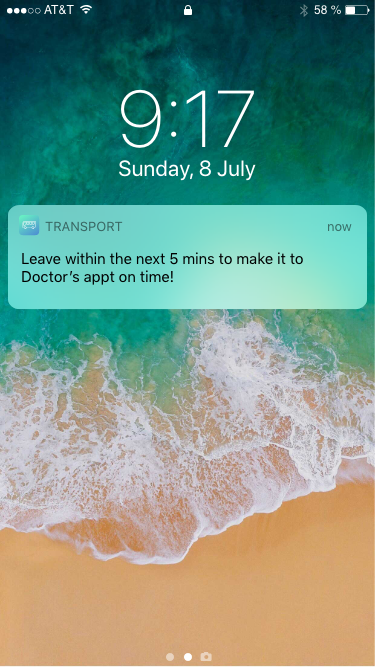 AT&T 58 %
9:17
Sunday, 8 July
TRANSPORT now
Leave within the next 5 mins to make it to
Doctor's appt on time!